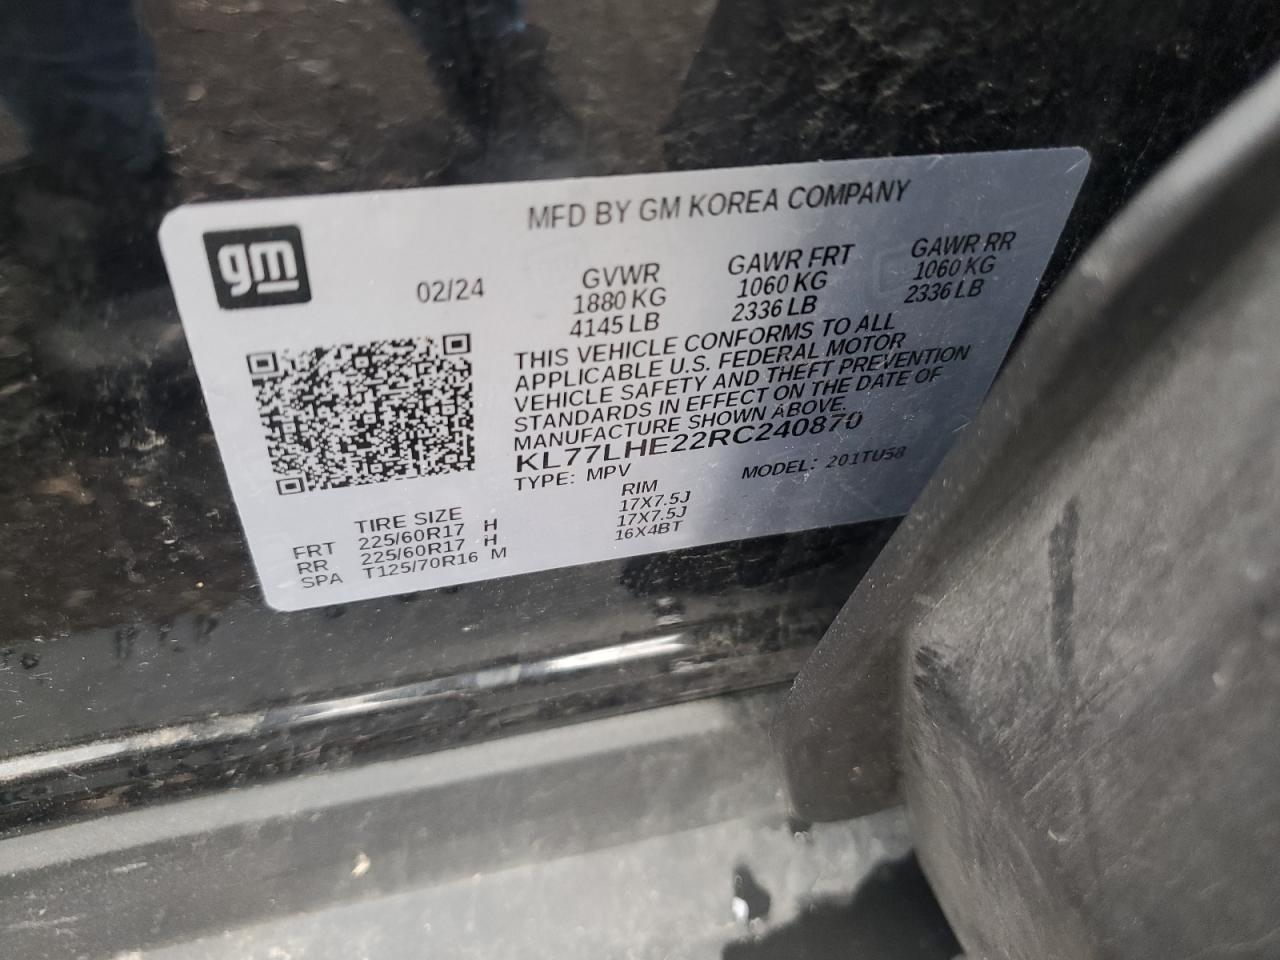 gm
MFD BY GM KOREA COMPANY
02/24
GVWR
1880 KG
4145 LB
GAWR FRT
1060 KG
2336 LB
GAWR RR
1060 KG
2336 LB
THIS VEHICLE CONFORMS TO ALL
APPLICABLE U.S. FEDERAL MOTOR
VEHICLE SAFETY AND THEFT PREVENTION
STANDARDS IN EFFECT ON THE DATE OF
MANUFACTURE SHOWN ABOVE.
KL77LHE22RC240870
TYPE: MPV MODEL: 201TU58
TIRE SIZE RIM
FRT 225/60R17 H 17X7.5J
RR 225/60R17 H 17X7.5J
SPA T125/70R16 M 16X4BT